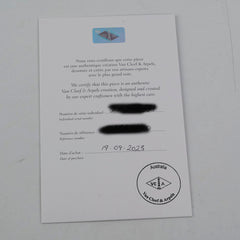 Nous vous certifions que cette pièce
est une authentique création Van Cleef & Arpels,
dessinée et créée par nos artisans experts
avec le plus grand soin.
We certify that this piece is an authentic
Van Cleef & Arpels creation, designed and created
by our expert craftsmen with the highest care.
Numéro de série individuel
Individual serial number
Numéro de référence
Reference number
Date d'achat 19.09.2023
Date of purchase
Australia
VCA
Van Cleef & Arpels